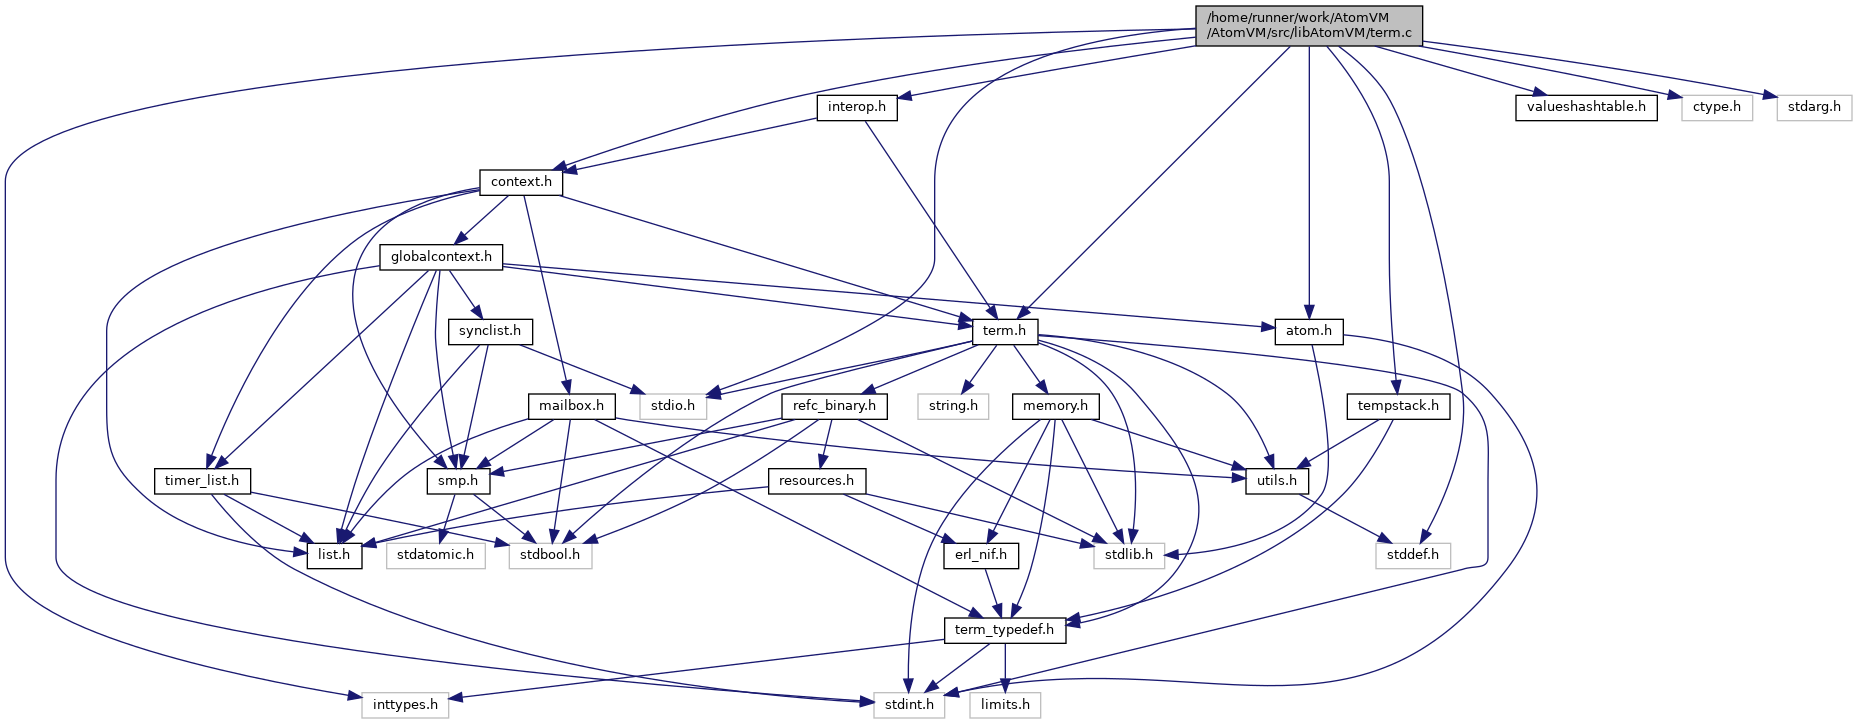 /home/runner/work/AtomVM
/AtomVM/src/libAtomVM/term.c
interop.h
valueshashtable.h
ctype.h
stdarg.h
context.h
globalcontext.h
synclist.h
term.h
atom.h
mailbox.h
stdio.h
refc_binary.h
string.h
memory.h
tempstack.h
timer_list.h
smp.h
resources.h
utils.h
list.h
stdatomic.h
stdbool.h
erl_nif.h
stdlib.h
stddef.h
term_typedef.h
inttypes.h
stdint.h
limits.h